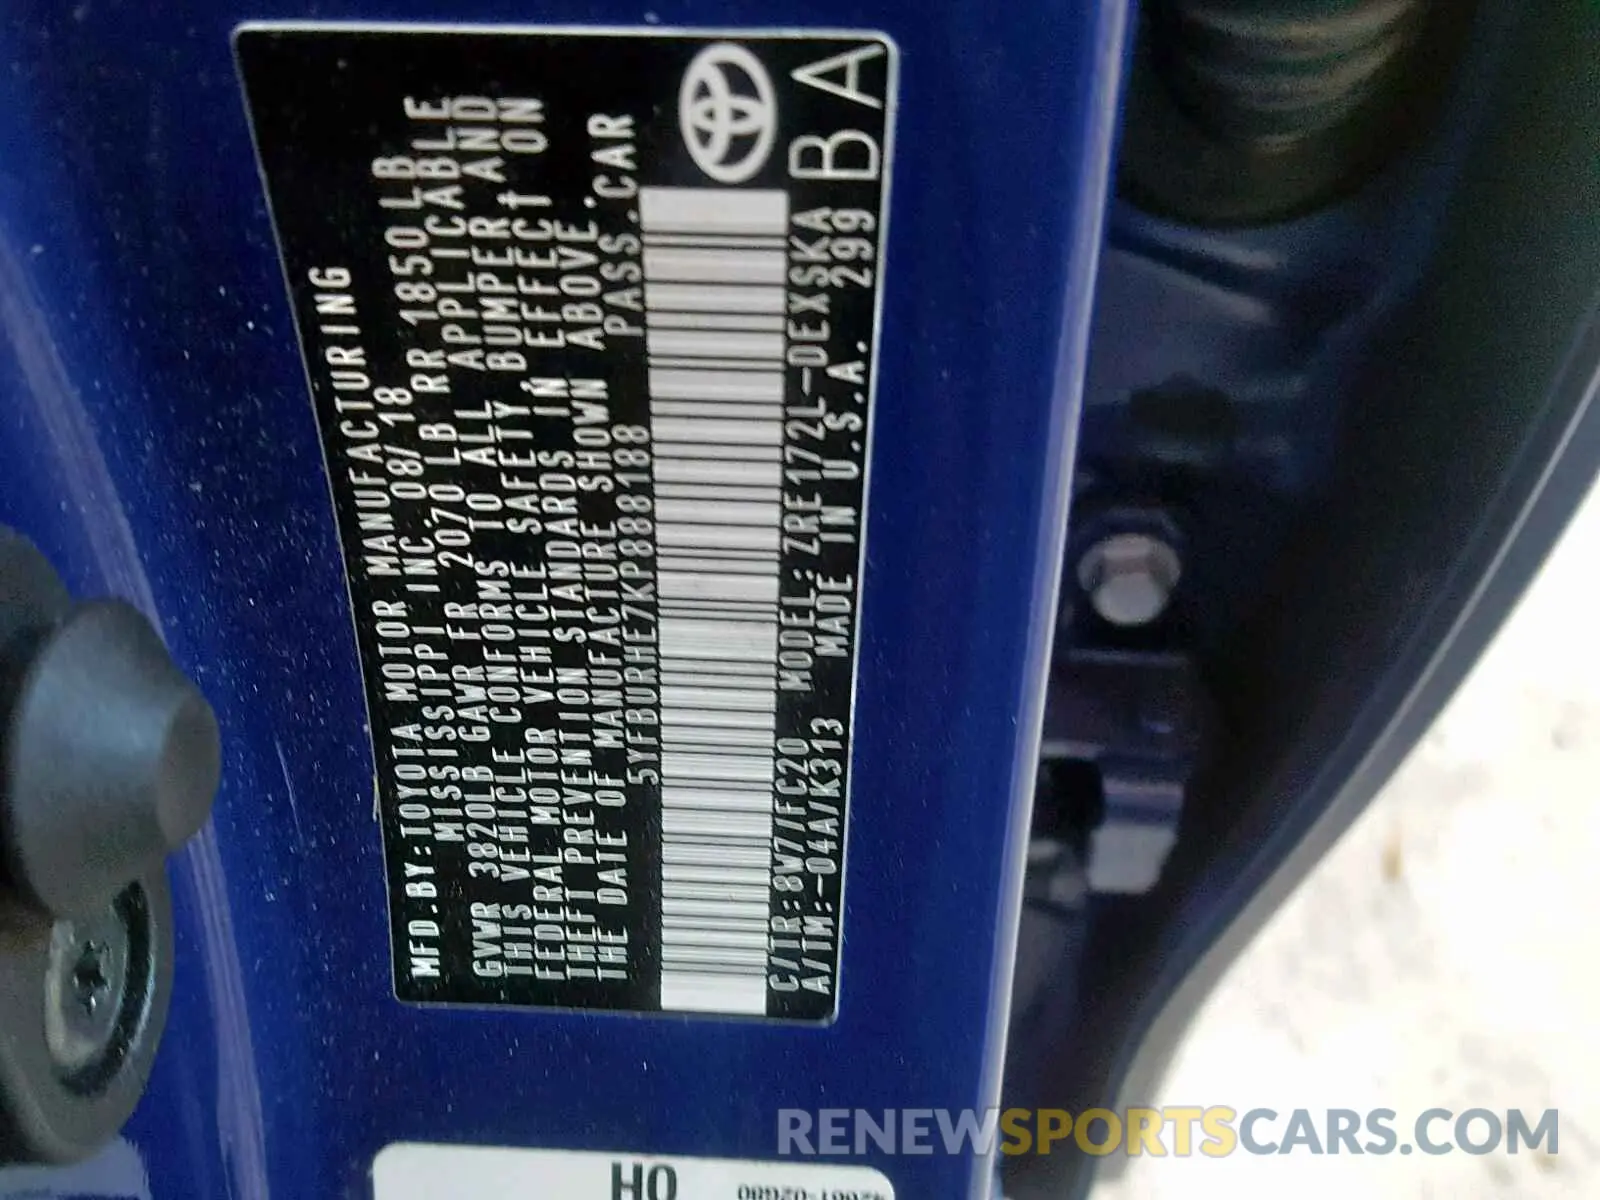 MFD.BY:TOYOTA MOTOR MANUFACTURING
MISSISSIPPI INC. 08/18
GVWR 3820LB GAWR FR 2070 LB RR 1850LB
THIS VEHICLE CONFORMS TO ALL APPLICABLE
FEDERAL MOTOR VEHICLE SAFETY, BUMPER AND
THEFT PREVENTION STANDARDS IN EFFECT ON
THE DATE OF MANUFACTURE SHOWN ABOVE.
5YFBURHE7KP888188 PASS.CAR
C/TR:8W7/FC20 MODEL:ZRE172L-DEXSKA
A/TM:-04A/K313 MADE IN U.S.A. 299
BA
OH
RENEWSPORTSCARS.COM